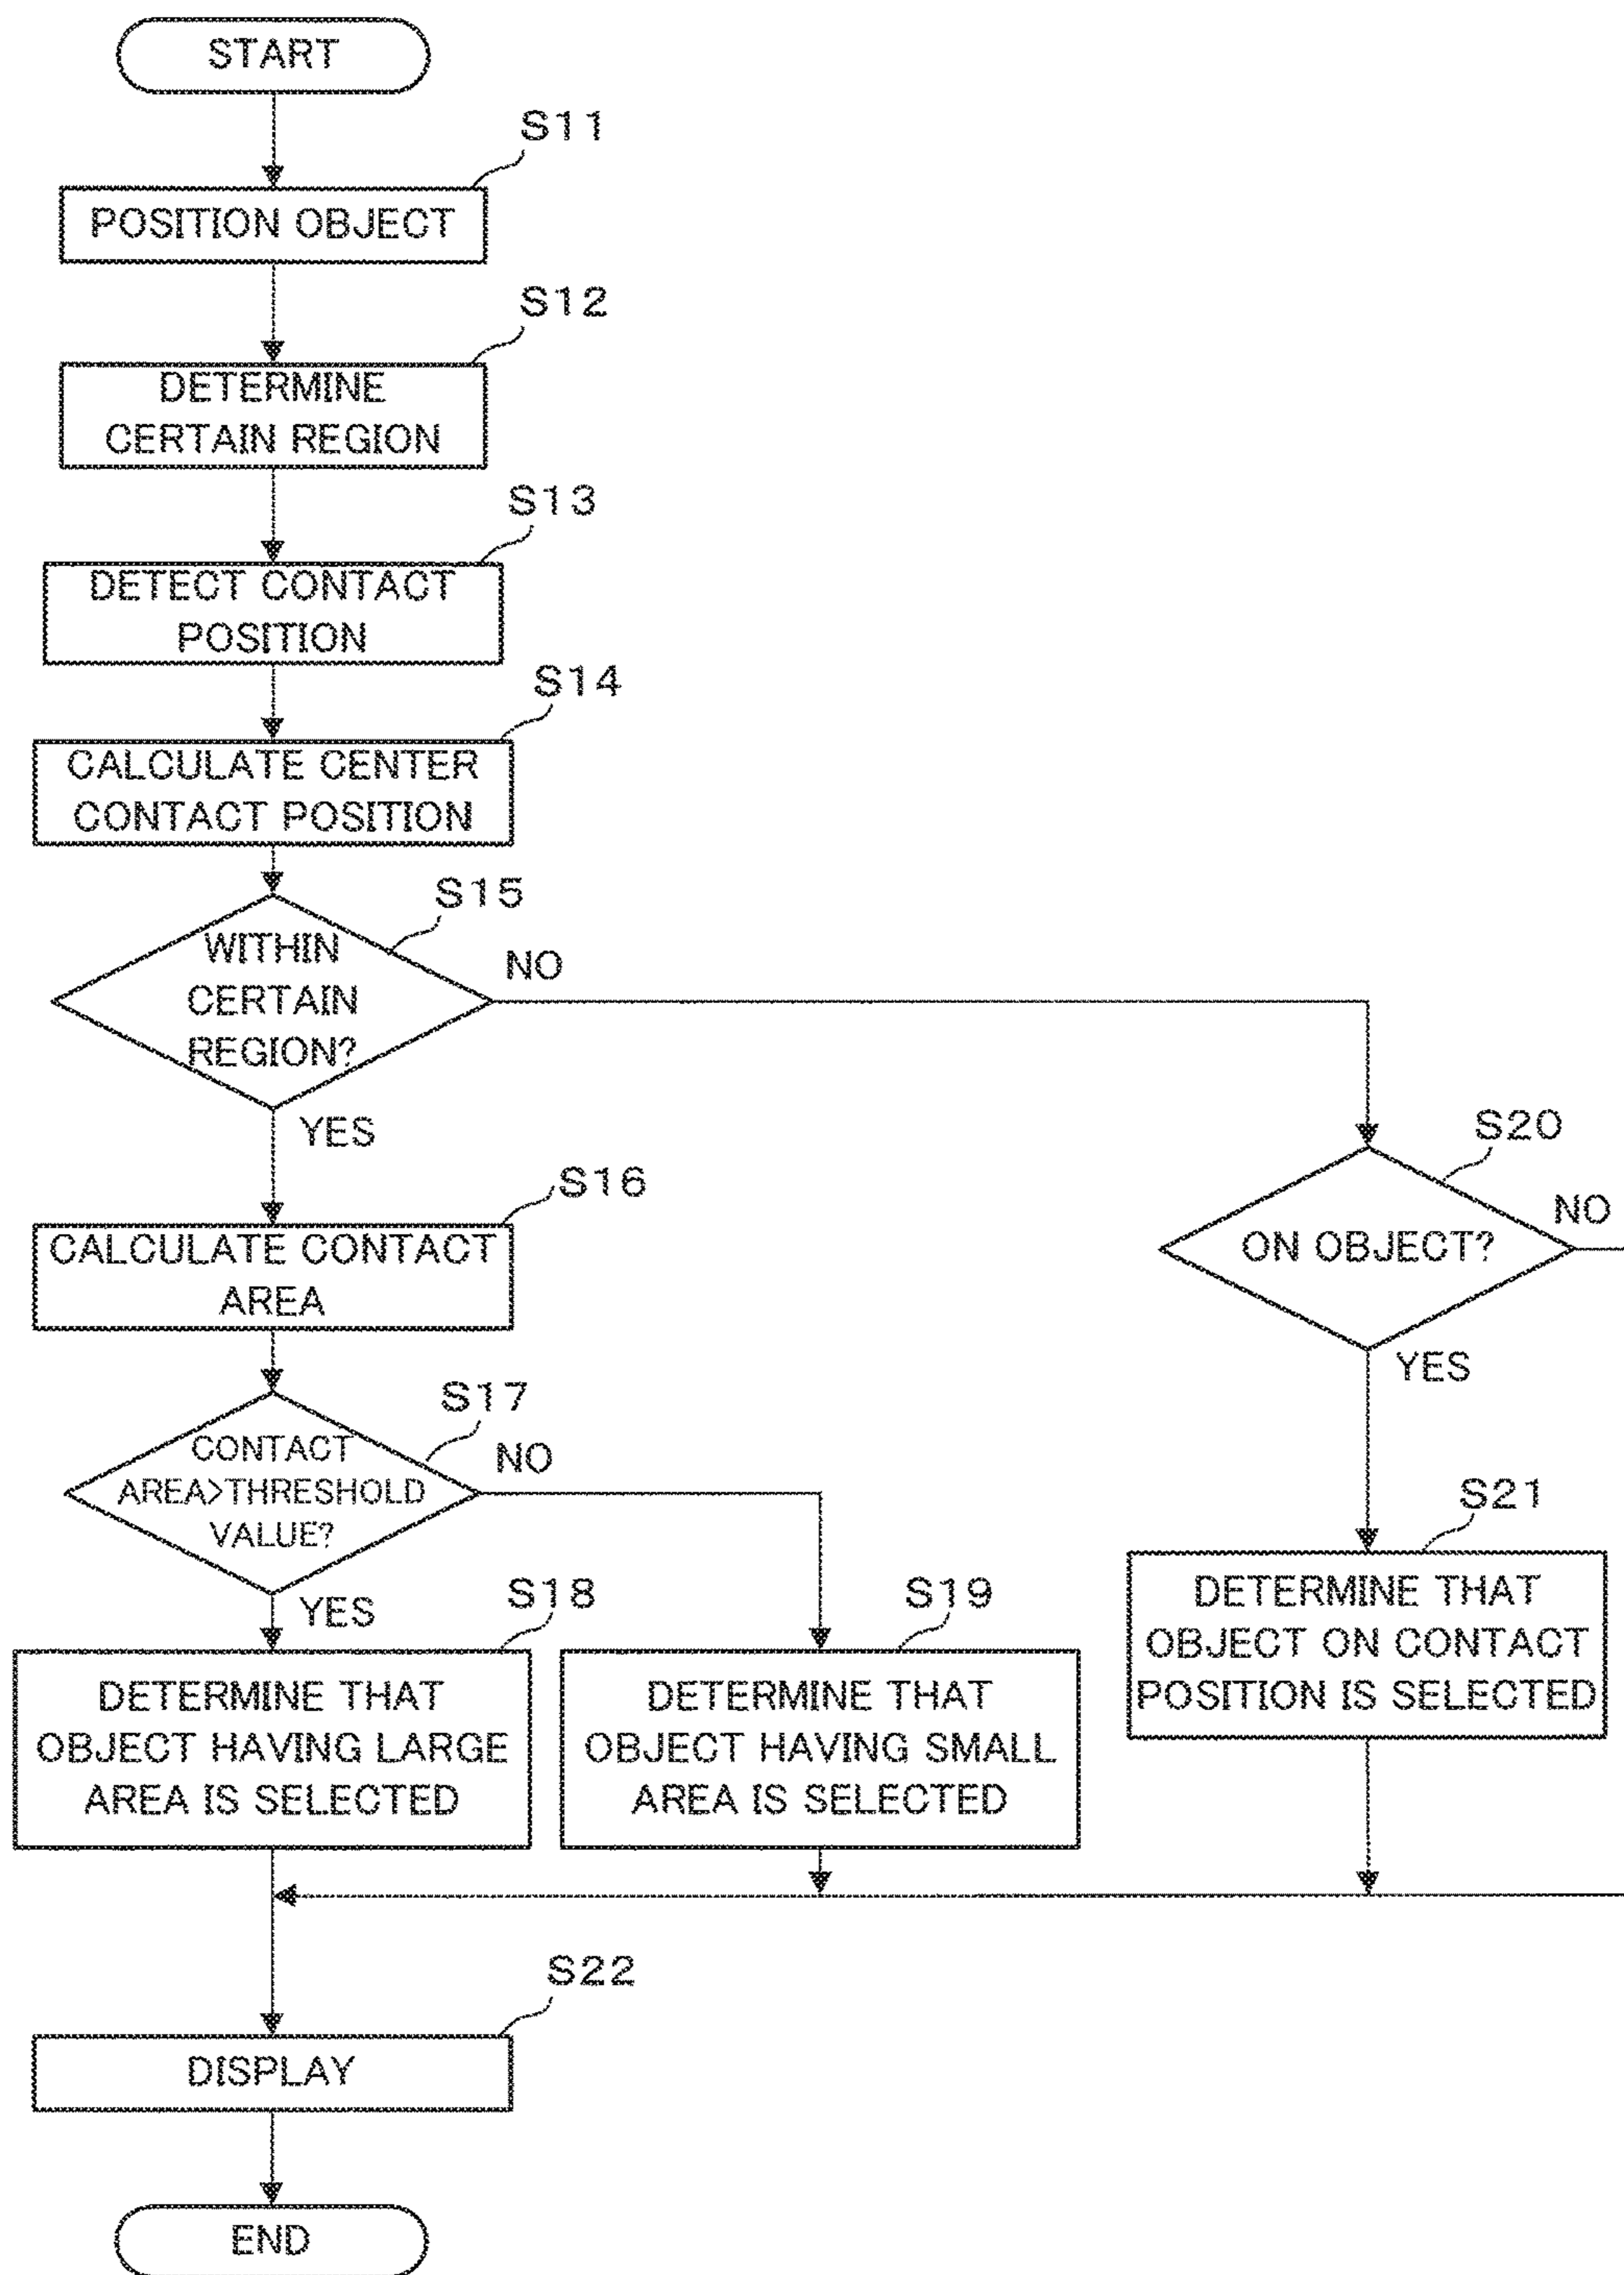 START
S11
POSITION OBJECT
S12
DETERMINE
CERTAIN REGION
S13
DETECT CONTACT
POSITION
S14
CALCULATE CENTER
CONTACT POSITION
S15
WITHIN
CERTAIN
REGION?
NO
YES
S16
CALCULATE CONTACT
AREA
S17
CONTACT
AREA>THRESHOLD
VALUE?
NO
YES
S18
DETERMINE THAT
OBJECT HAVING LARGE
AREA IS SELECTED
S19
DETERMINE THAT
OBJECT HAVING SMALL
AREA IS SELECTED
S20
ON OBJECT?
NO
YES
S21
DETERMINE THAT
OBJECT ON CONTACT
POSITION IS SELECTED
S22
DISPLAY
END